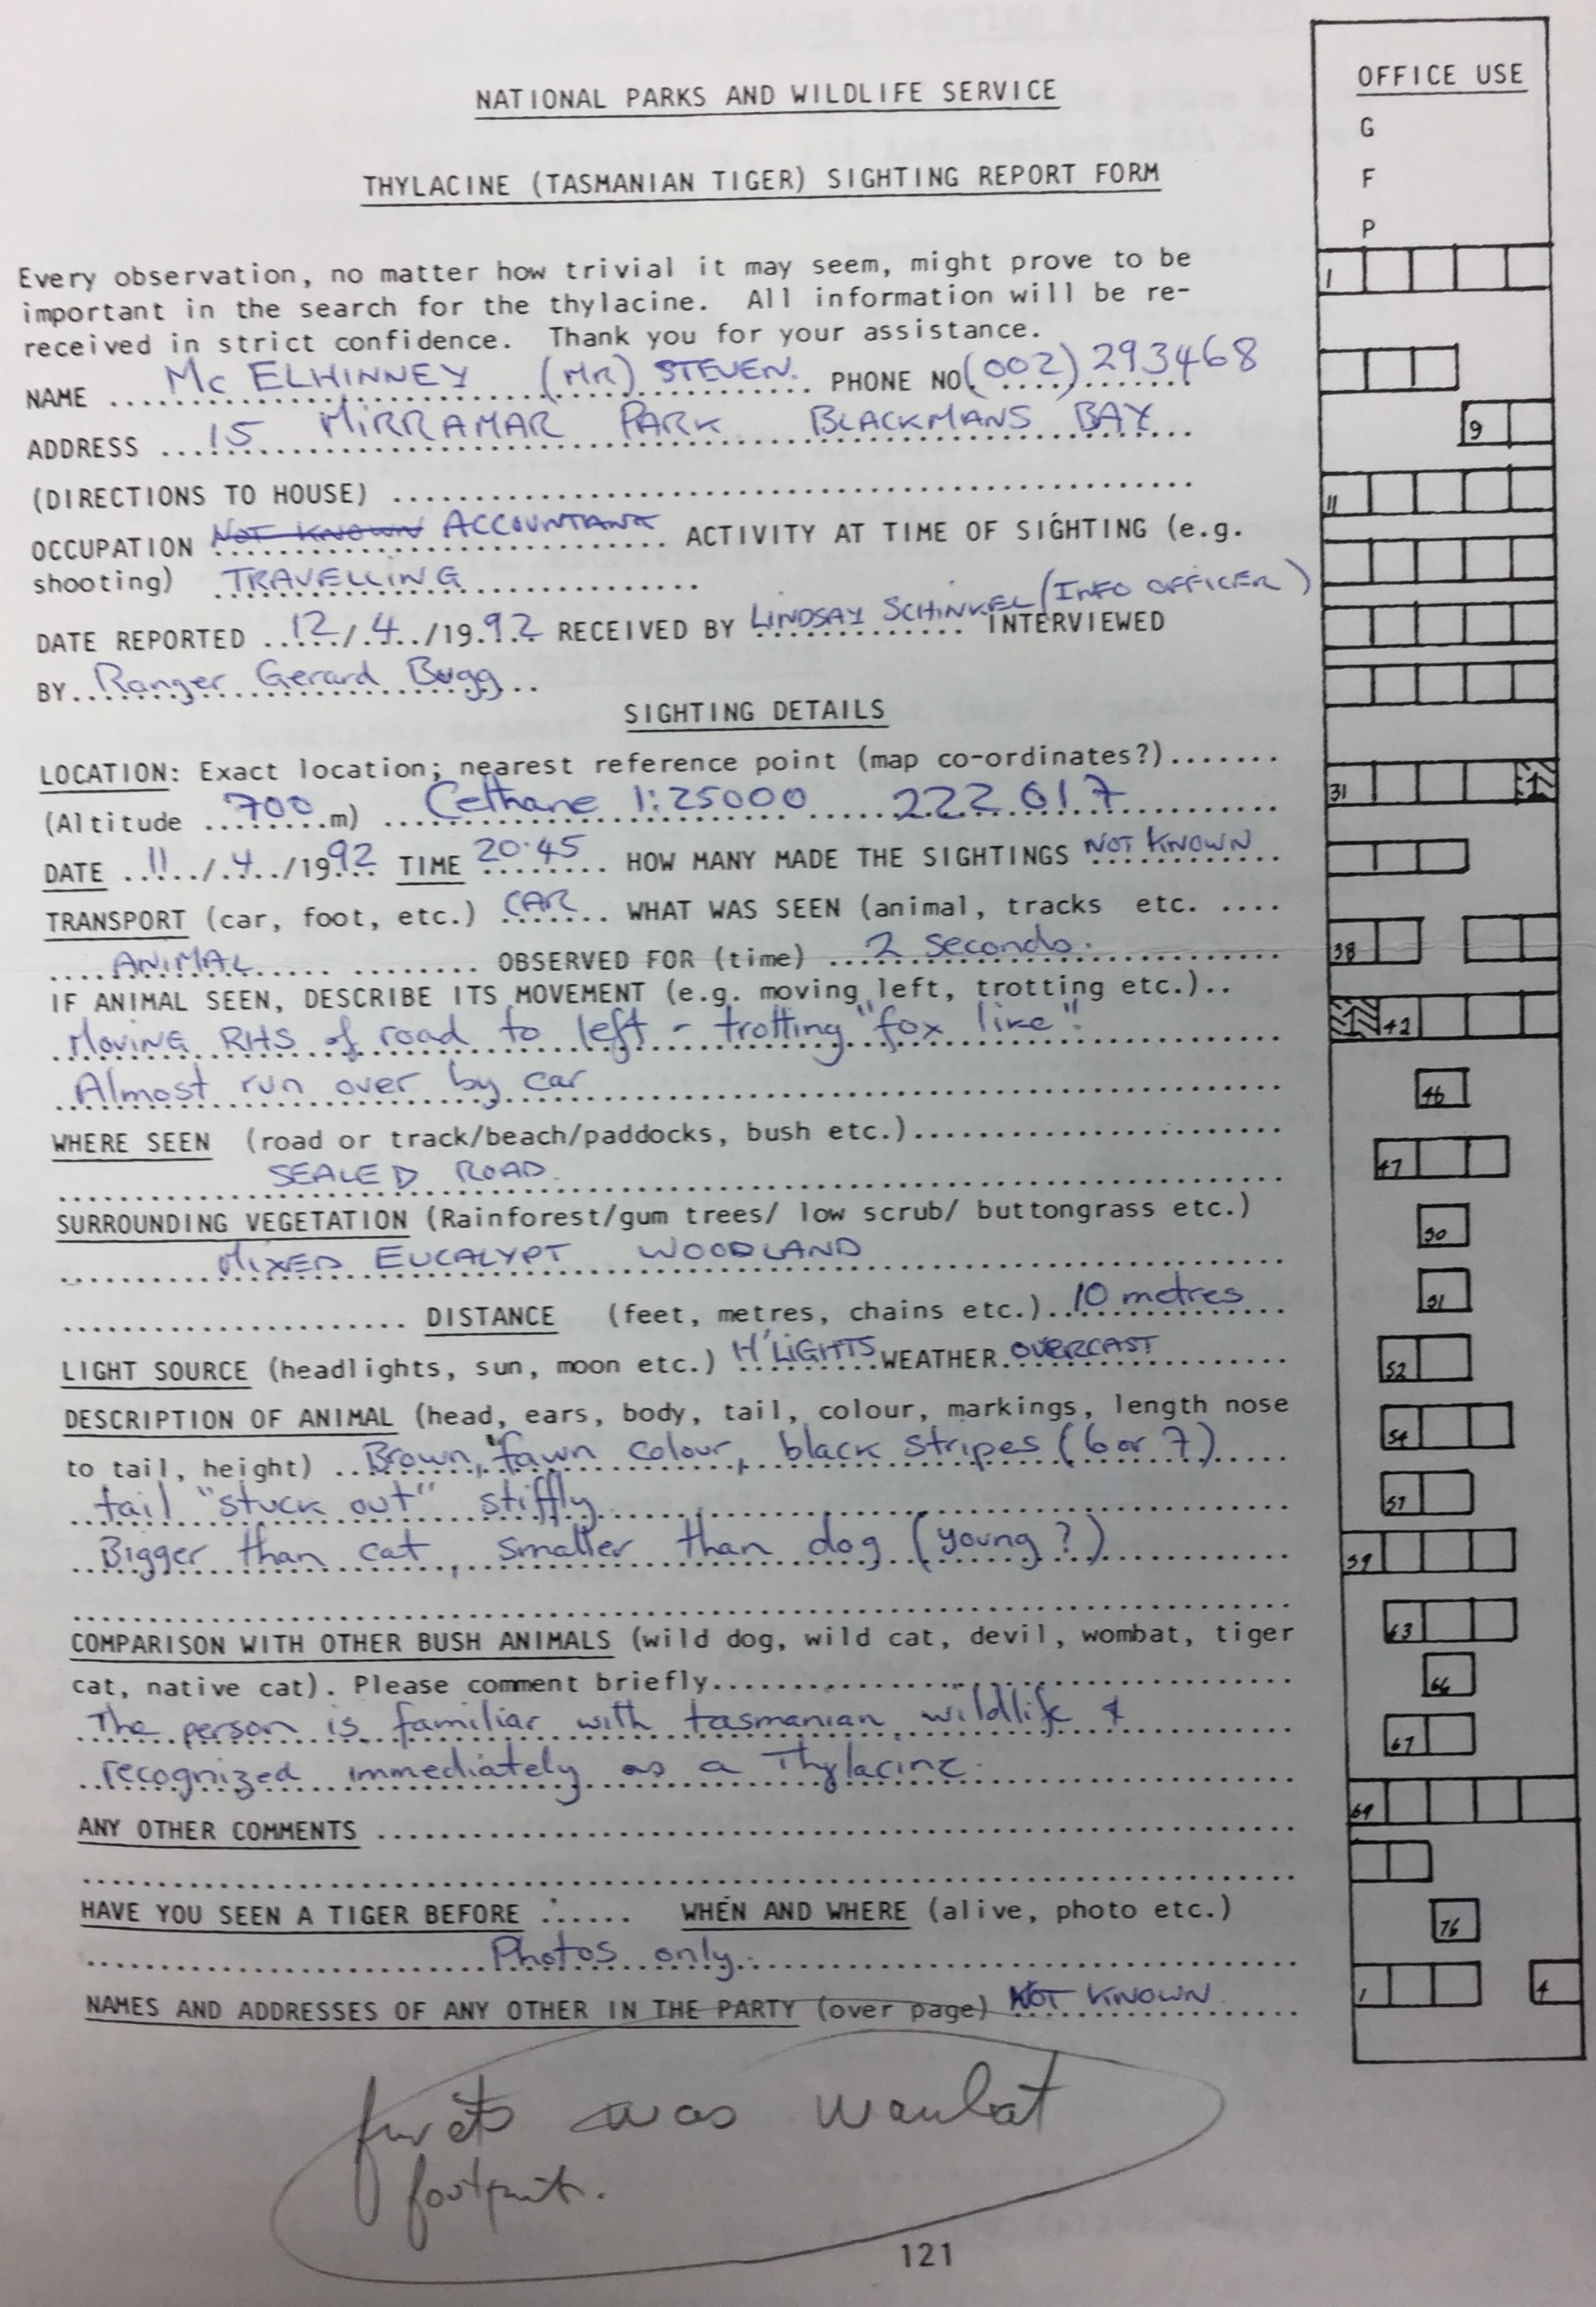 OFFICE USE
G
F
P
NATIONAL PARKS AND WILDLIFE SERVICE
THYLACINE (TASMANIAN TIGER) SIGHTING REPORT FORM
Every observation, no matter how trivial it may seem, might prove to be
important in the search for the thylacine. All information will be re-
received in strict confidence. Thank you for your assistance.
NAME Mc ELHINNEY (MR) STEVEN. PHONE NO (002) 293468
ADDRESS 15 MIRRAMAR PARK BLACKMANS BAY
(DIRECTIONS TO HOUSE)
OCCUPATION NOT KNOWN ACCOUNTANT ACTIVITY AT TIME OF SIGHTING (e.g.
shooting) TRAVELLING
DATE REPORTED 12/4/1992 RECEIVED BY LINDSAY SCHINKEL (INFO OFFICER) INTERVIEWED
BY Ranger Gerard Bugg
SIGHTING DETAILS
LOCATION: Exact location; nearest reference point (map co-ordinates?)
(Altitude 700 m) Cethane 1:25000 222 617
DATE 11/4/1992 TIME 20.45 HOW MANY MADE THE SIGHTINGS NOT KNOWN
TRANSPORT (car, foot, etc.) CAR WHAT WAS SEEN (animal, tracks etc.
ANIMAL OBSERVED FOR (time) 2 seconds.
IF ANIMAL SEEN, DESCRIBE ITS MOVEMENT (e.g. moving left, trotting etc.)
Moving RHS of road to left - trotting "fox like".
Almost run over by car
WHERE SEEN (road or track/beach/paddocks, bush etc.)
SEALED ROAD.
SURROUNDING VEGETATION (Rainforest/gum trees/ low scrub/ buttongrass etc.)
MIXED EUCALYPT WOODLAND
DISTANCE (feet, metres, chains etc.) 10 metres
LIGHT SOURCE (headlights, sun, moon etc.) H'LIGHTS WEATHER OVERCAST
DESCRIPTION OF ANIMAL (head, ears, body, tail, colour, markings, length nose
to tail, height) Brown, fawn colour, black stripes (6 or 7)
tail "stuck out" stiffly
Bigger than cat, smaller than dog (young?)
COMPARISON WITH OTHER BUSH ANIMALS (wild dog, wild cat, devil, wombat, tiger
cat, native cat). Please comment briefly
The person is familiar with tasmanian wildlife &
recognized immediately as a Thylacine.
ANY OTHER COMMENTS
HAVE YOU SEEN A TIGER BEFORE WHEN AND WHERE (alive, photo etc.)
Photos only.
NAMES AND ADDRESSES OF ANY OTHER IN THE PARTY (over page) NOT KNOWN
was wombat
footprint.
121
1
9
11
31
38
42
46
47
50
51
52
54
57
59
63
66
67
69
76
1
4